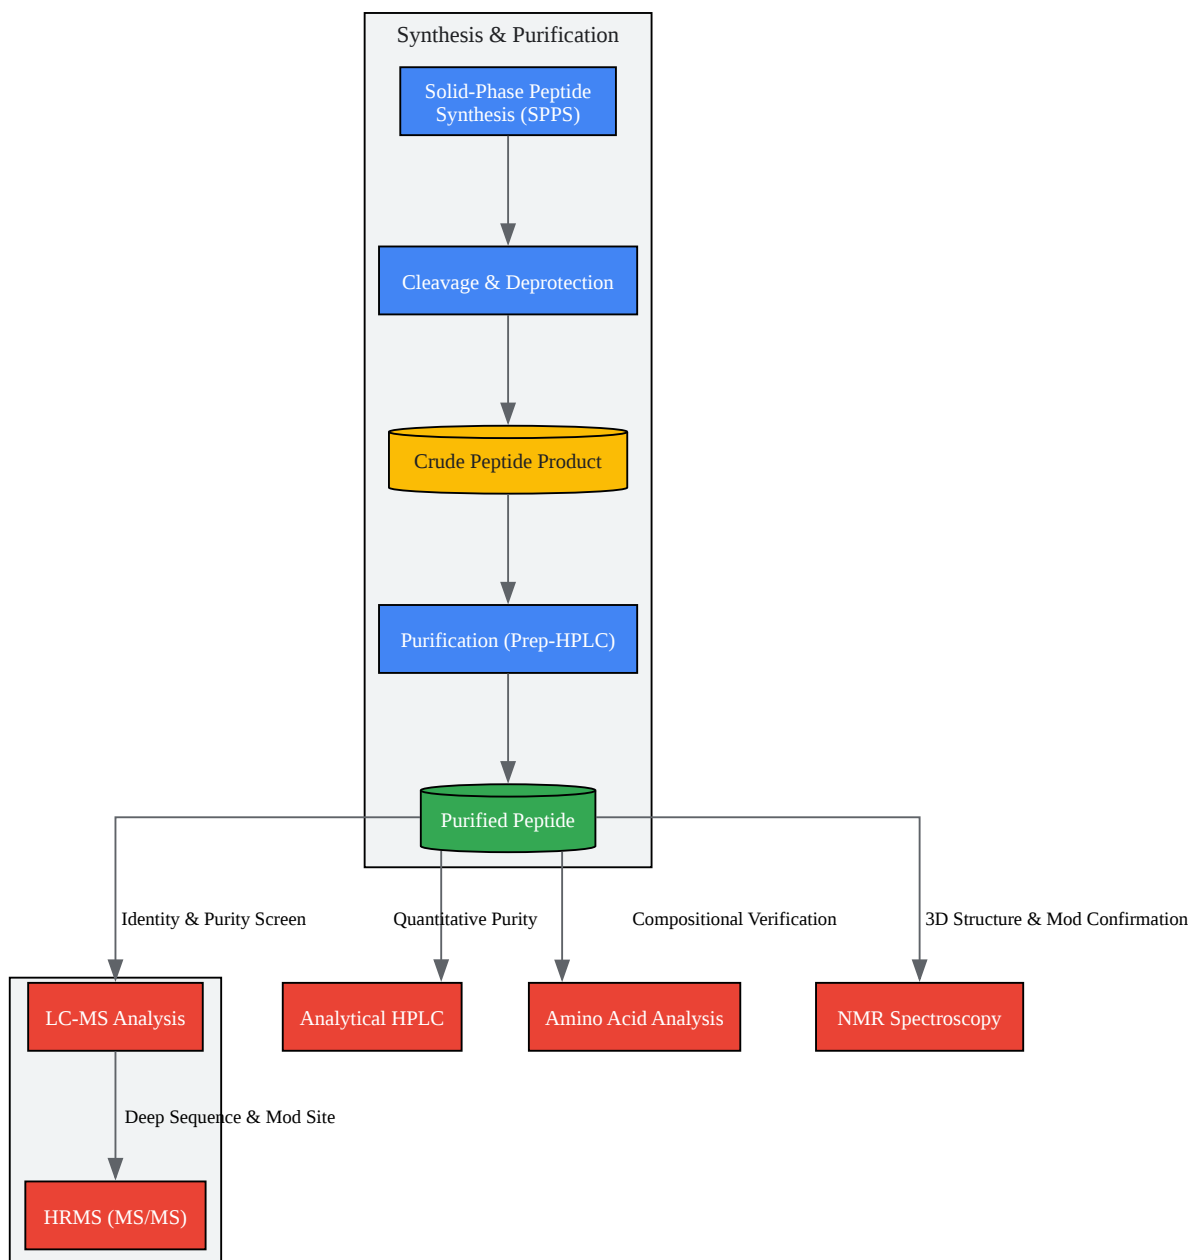 Synthesis & Purification
Solid-Phase Peptide
Synthesis (SPPS)
Cleavage & Deprotection
Crude Peptide Product
Purification (Prep-HPLC)
Purified Peptide
Identity & Purity Screen
Quantitative Purity
Compositional Verification
3D Structure & Mod Confirmation
LC-MS Analysis
Analytical HPLC
Amino Acid Analysis
NMR Spectroscopy
Deep Sequence & Mod Site
HRMS (MS/MS)